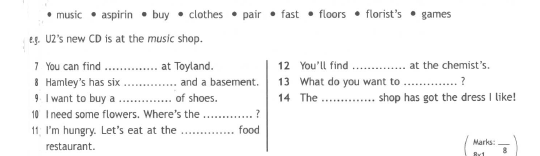 • music • aspirin • buy • clothes • pair • fast • floors • florist's • games
e.g. U2's new CD is at the music shop.
7 You can find .............. at Toyland.
8 Hamley's has six .............. and a basement.
9 I want to buy a .............. of shoes.
10 I need some flowers. Where's the ............. ?
11 I'm hungry. Let's eat at the .............. food
restaurant.
12 You'll find .............. at the chemist's.
13 What do you want to .............. ?
14 The .............. shop has got the dress I like!
Marks: ___
8x1 8